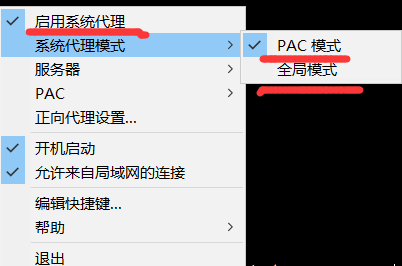 启用系统代理
系统代理模式
服务器
PAC
正向代理设置...
开机启动
允许来自局域网的连接
编辑快捷键...
帮助
退出
PAC 模式
全局模式